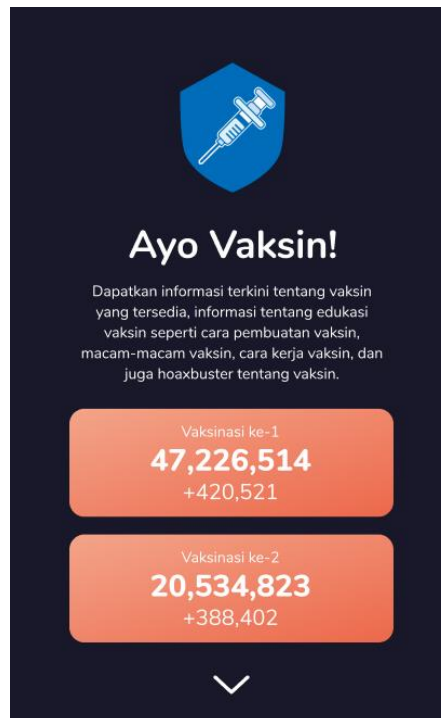 Ayo Vaksin!
Dapatkan informasi terkini tentang vaksin
yang tersedia, informasi tentang edukasi
vaksin seperti cara pembuatan vaksin,
macam-macam vaksin, cara kerja vaksin, dan
juga hoaxbuster tentang vaksin.
Vaksinasi ke-1
47,226,514
+420,521
Vaksinasi ke-2
20,534,823
+388,402